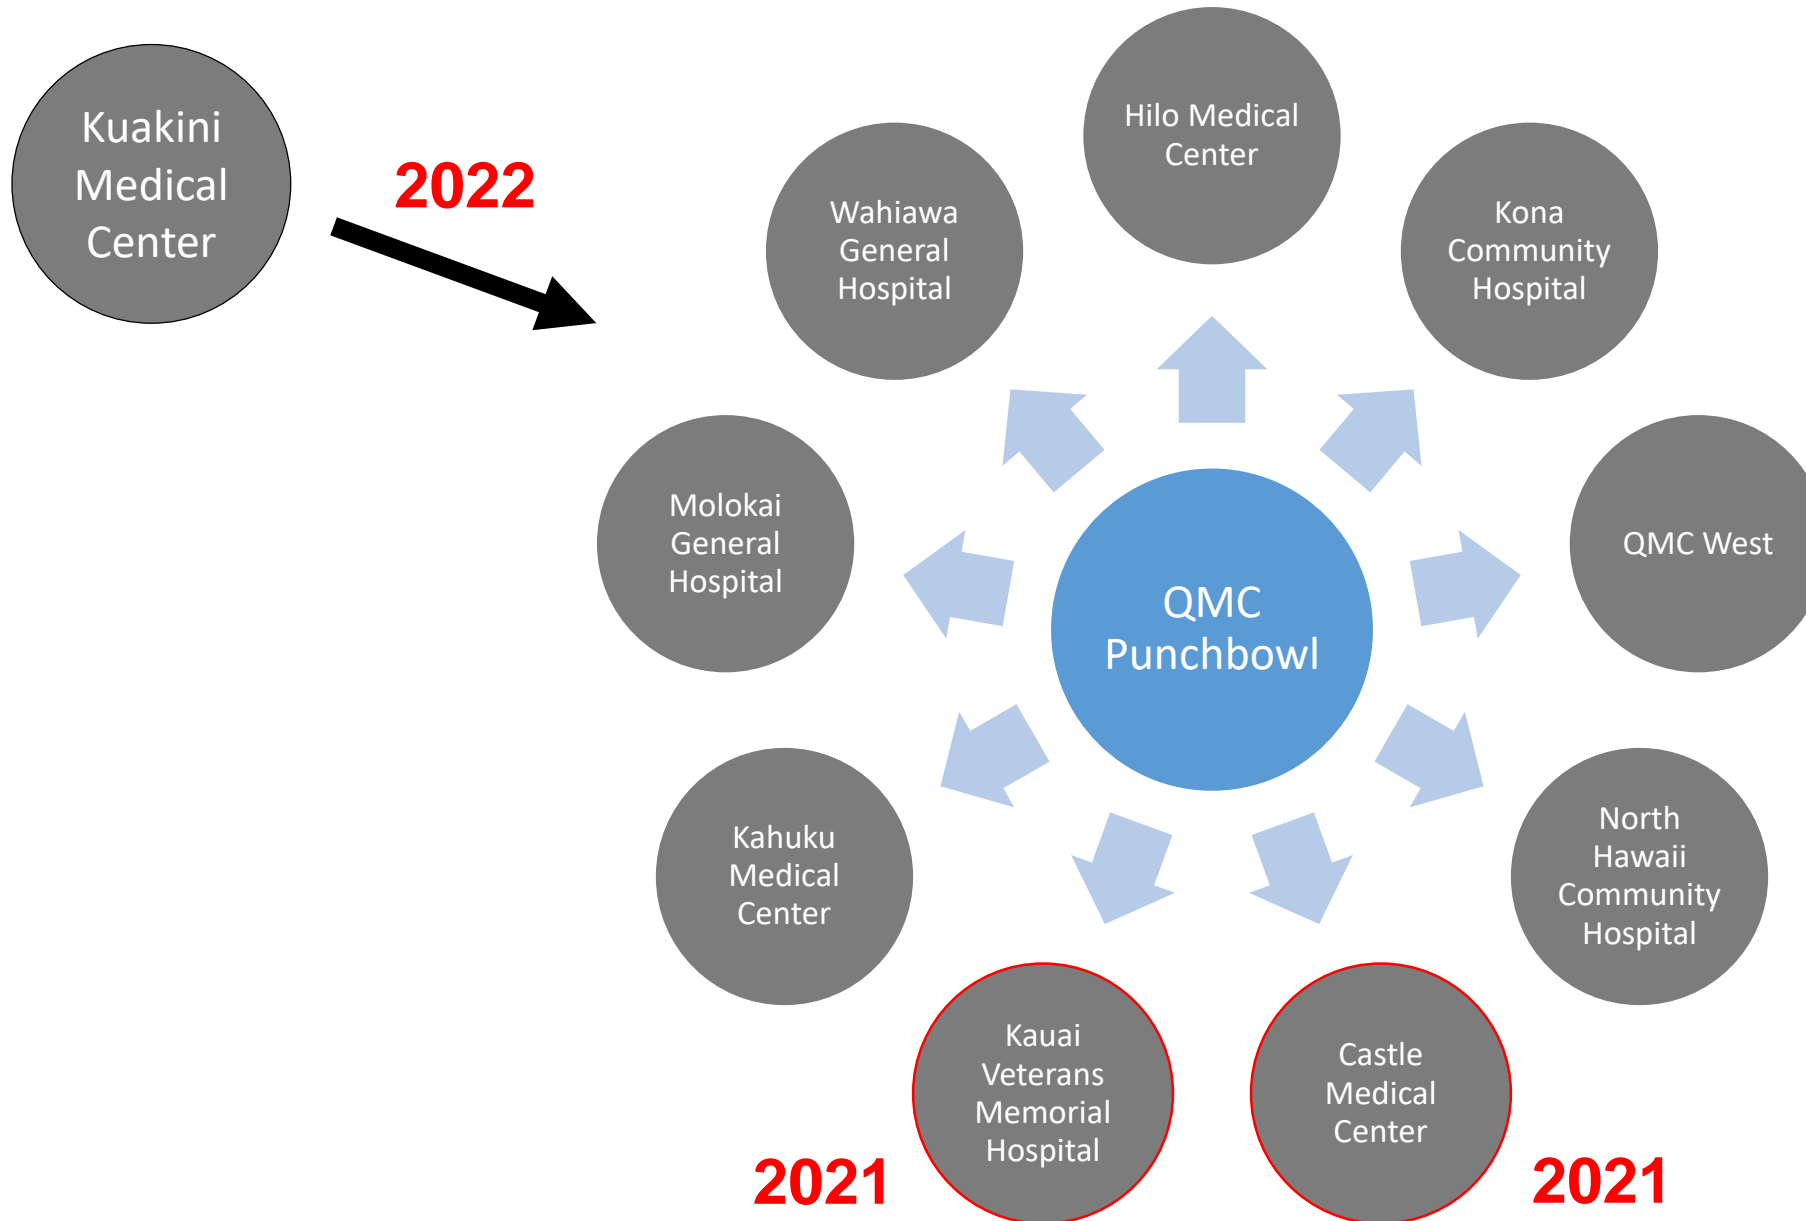 Kuakini
Medical
Center
2022
Hilo Medical
Center
Wahiawa
General
Hospital
Kona
Community
Hospital
Molokai
General
Hospital
QMC West
QMC
Punchbowl
Kahuku
Medical
Center
North
Hawaii
Community
Hospital
Kauai
Veterans
Memorial
Hospital
2021
Castle
Medical
Center
2021